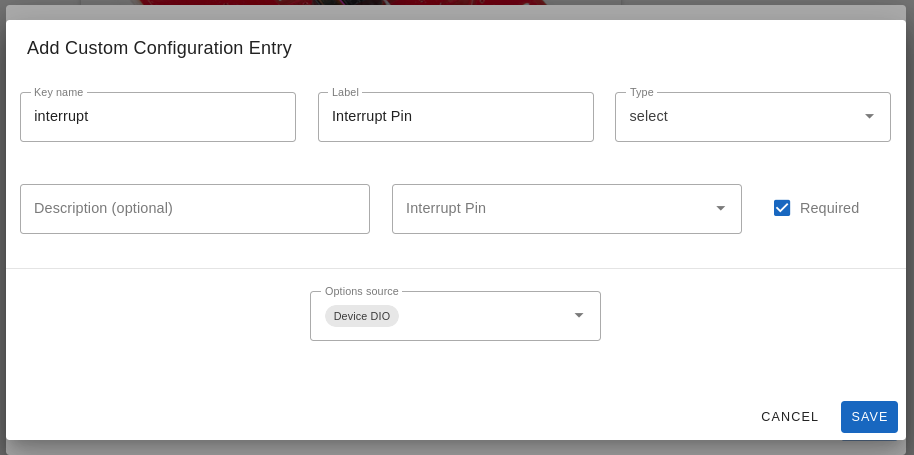 Add Custom Configuration Entry
Key name
interrupt
Label
Interrupt Pin
Type
select
Description (optional)
Interrupt Pin
Required
Options source
Device DIO
CANCEL
SAVE